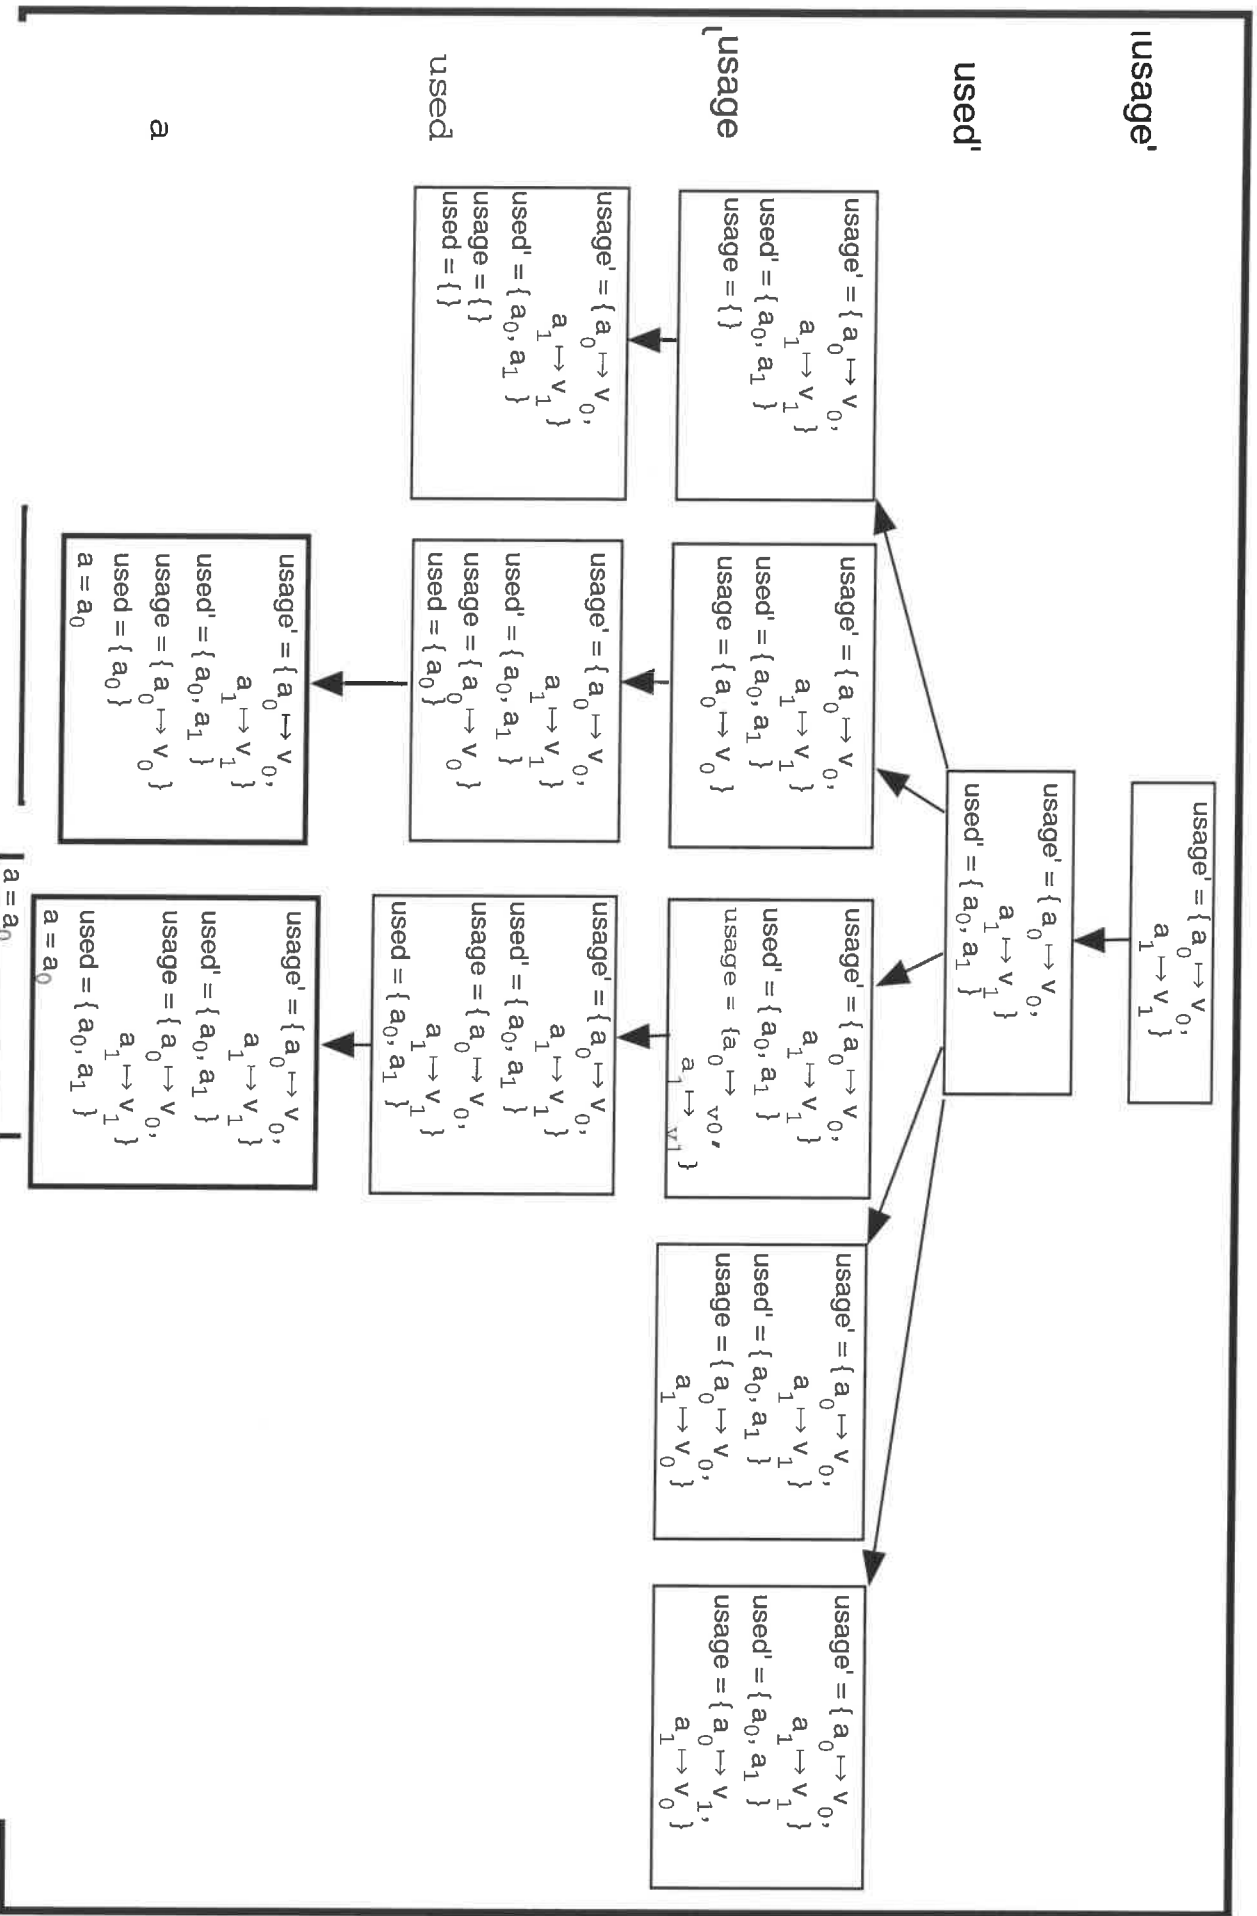 usage'
usage' = { a0 ↦ v0,
a1 ↦ v1 }
used'
usage' = { a0 ↦ v0,
a1 ↦ v1 }
used' = { a0, a1 }
usage
usage' = { a0 ↦ v0,
a1 ↦ v1 }
used' = { a0, a1 }
usage = { }
usage' = { a0 ↦ v0,
a1 ↦ v1 }
used' = { a0, a1 }
usage = { a0 ↦ v0 }
usage' = { a0 ↦ v0,
a1 ↦ v1 }
used' = { a0, a1 }
usage = {a0 ↦ v0,
a1 ↦ v1 }
usage' = { a0 ↦ v0,
a1 ↦ v1 }
used' = { a0, a1 }
usage = { a0 ↦ v0,
a1 ↦ v0 }
usage' = { a0 ↦ v0,
a1 ↦ v1 }
used' = { a0, a1 }
usage = { a0 ↦ v1,
a1 ↦ v0 }
used
usage' = { a0 ↦ v0,
a1 ↦ v1 }
used' = { a0, a1 }
usage = { }
used = { }
usage' = { a0 ↦ v0,
a1 ↦ v1 }
used' = { a0, a1 }
usage = { a0 ↦ v0 }
used = { a0 }
usage' = { a0 ↦ v0,
a1 ↦ v1 }
used' = { a0, a1 }
usage = { a0 ↦ v0,
a1 ↦ v1 }
used = { a0, a1 }
a
usage' = { a0 ↦ v0,
a1 ↦ v1 }
used' = { a0, a1 }
usage = { a0 ↦ v0 }
used = { a0 }
a = a0
usage' = { a0 ↦ v0,
a1 ↦ v1 }
used' = { a0, a1 }
usage = { a0 ↦ v0,
a1 ↦ v1 }
used = { a0, a1 }
a = a0
a = a0